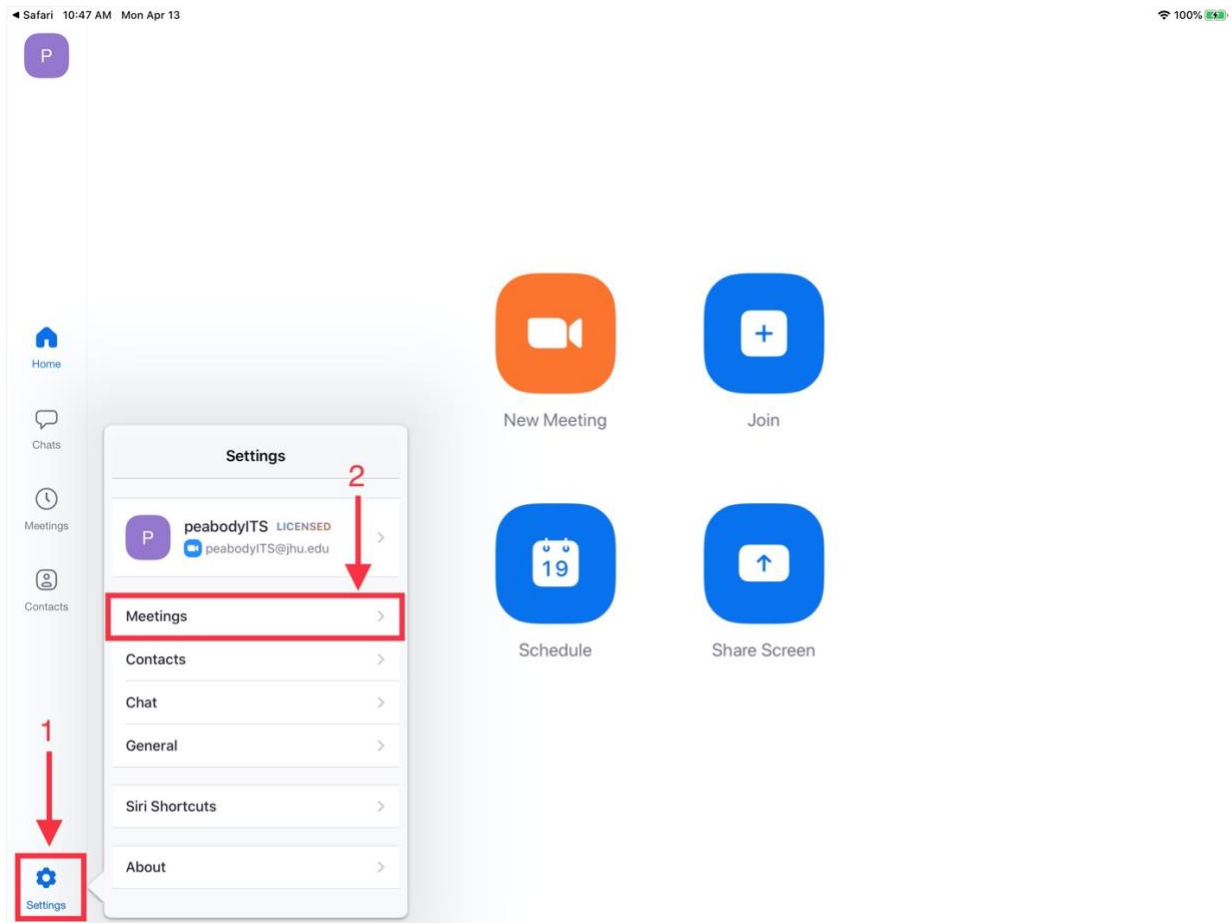 ◀ Safari 10:47 AM Mon Apr 13
100%
P
Home
Chats
Meetings
Contacts
1
Settings
Settings
2
P
peabodyITS LICENSED
peabodyITS@jhu.edu
Meetings
Contacts
Chat
General
Siri Shortcuts
About
New Meeting
Join
19
Schedule
Share Screen